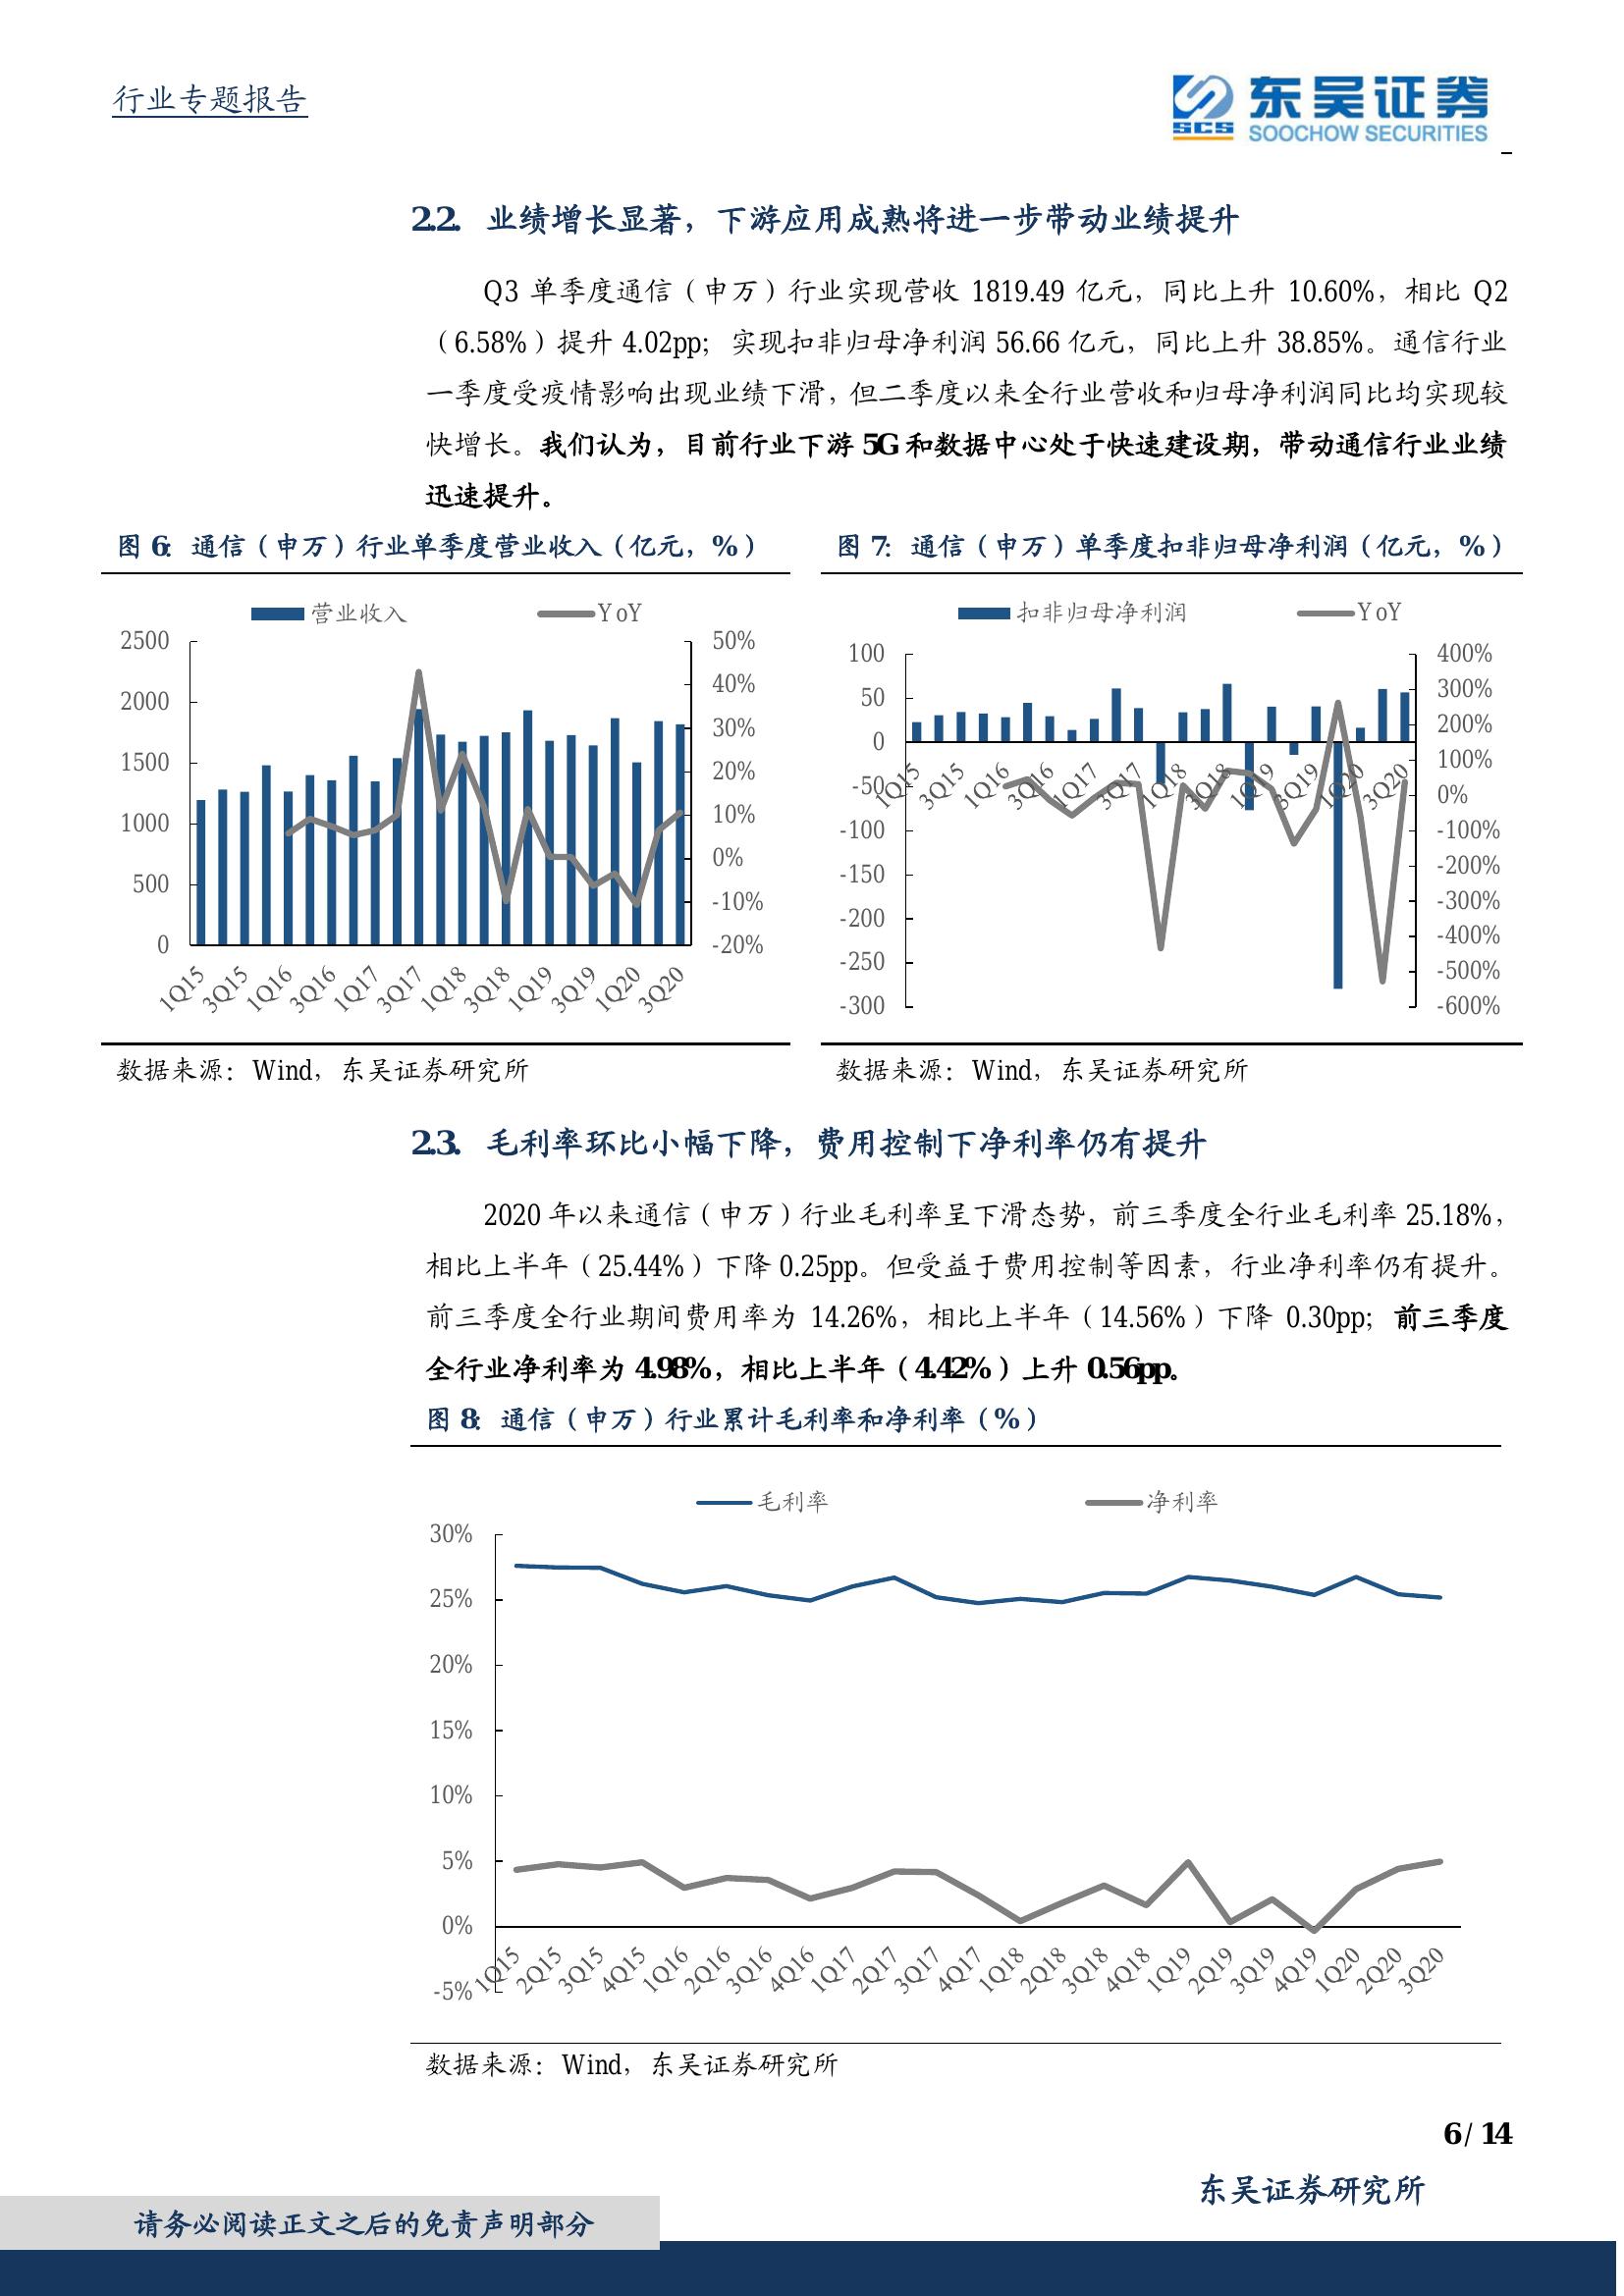 行业专题报告
东吴证券
SCS
SOOCHOW SECURITIES
2.2. 业绩增长显著，下游应用成熟将进一步带动业绩提升
Q3 单季度通信（申万）行业实现营收 1819.49 亿元，同比上升 10.60%，相比 Q2
（6.58%）提升 4.02pp；实现扣非归母净利润 56.66 亿元，同比上升 38.85%。通信行业
一季度受疫情影响出现业绩下滑，但二季度以来全行业营收和归母净利润同比均实现较
快增长。我们认为，目前行业下游 5G 和数据中心处于快速建设期，带动通信行业业绩
迅速提升。
图 6：通信（申万）行业单季度营业收入（亿元，%）
营业收入 YoY
2500
2000
1500
1000
500
0
50%
40%
30%
20%
10%
0%
-10%
-20%
1Q15 3Q15 1Q16 3Q16 1Q17 3Q17 1Q18 3Q18 1Q19 3Q19 1Q20 3Q20
数据来源：Wind，东吴证券研究所
图 7：通信（申万）单季度扣非归母净利润（亿元，%）
扣非归母净利润 YoY
100
50
0
-50
-100
-150
-200
-250
-300
400%
300%
200%
100%
0%
-100%
-200%
-300%
-400%
-500%
-600%
1Q15 3Q15 1Q16 3Q16 1Q17 3Q17 1Q18 3Q18 1Q19 3Q19 1Q20 3Q20
数据来源：Wind，东吴证券研究所
2.3. 毛利率环比小幅下降，费用控制下净利率仍有提升
2020 年以来通信（申万）行业毛利率呈下滑态势，前三季度全行业毛利率 25.18%，
相比上半年（25.44%）下降 0.25pp。但受益于费用控制等因素，行业净利率仍有提升。
前三季度全行业期间费用率为 14.26%，相比上半年（14.56%）下降 0.30pp；前三季度
全行业净利率为 4.98%，相比上半年（4.42%）上升 0.56pp。
图 8：通信（申万）行业累计毛利率和净利率（%）
毛利率 净利率
30%
25%
20%
15%
10%
5%
0%
-5%
1Q15 2Q15 3Q15 4Q15 1Q16 2Q16 3Q16 4Q16 1Q17 2Q17 3Q17 4Q17 1Q18 2Q18 3Q18 4Q18 1Q19 2Q19 3Q19 4Q19 1Q20 2Q20 3Q20
数据来源：Wind，东吴证券研究所
6 / 14
东吴证券研究所
请务必阅读正文之后的免责声明部分